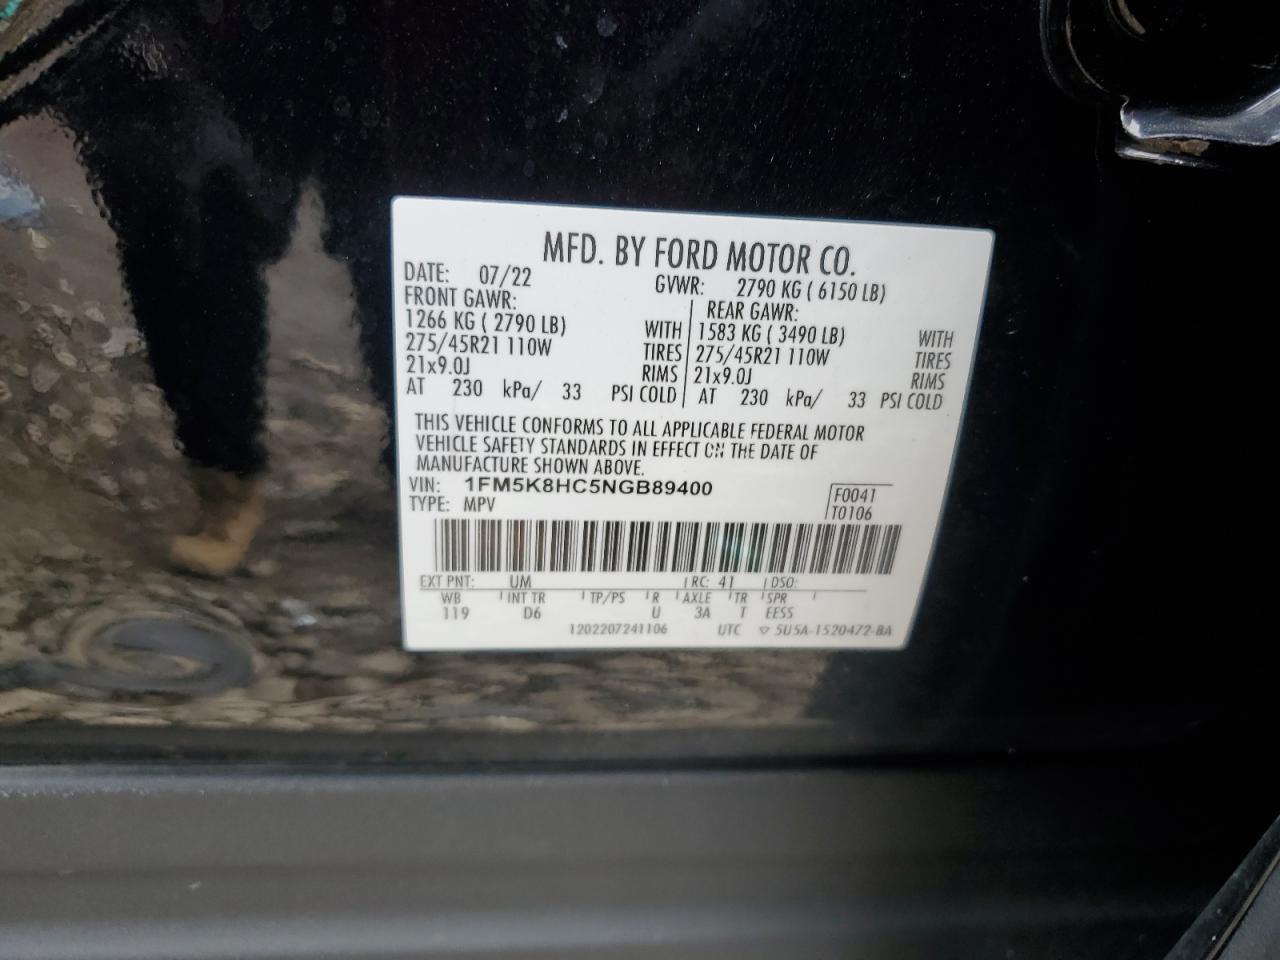 MFD. BY FORD MOTOR CO.
DATE: 07/22 GVWR: 2790 KG ( 6150 LB)
FRONT GAWR: REAR GAWR:
1266 KG ( 2790 LB) WITH 1583 KG ( 3490 LB) WITH
275/45R21 110W TIRES 275/45R21 110W TIRES
21x9.0J RIMS 21x9.0J RIMS
AT 230 kPa/ 33 PSI COLD AT 230 kPa/ 33 PSI COLD
THIS VEHICLE CONFORMS TO ALL APPLICABLE FEDERAL MOTOR
VEHICLE SAFETY STANDARDS IN EFFECT ON THE DATE OF
MANUFACTURE SHOWN ABOVE.
VIN: 1FM5K8HC5NGB89400 F0041
TYPE: MPV T0106
EXT PNT: UM RC: 41 DSO:
WB INT TR TP/PS R AXLE TR SPR
119 D6 U 3A T EESS
1202207241106 UTC ▽ 5U5A-1520472-BA